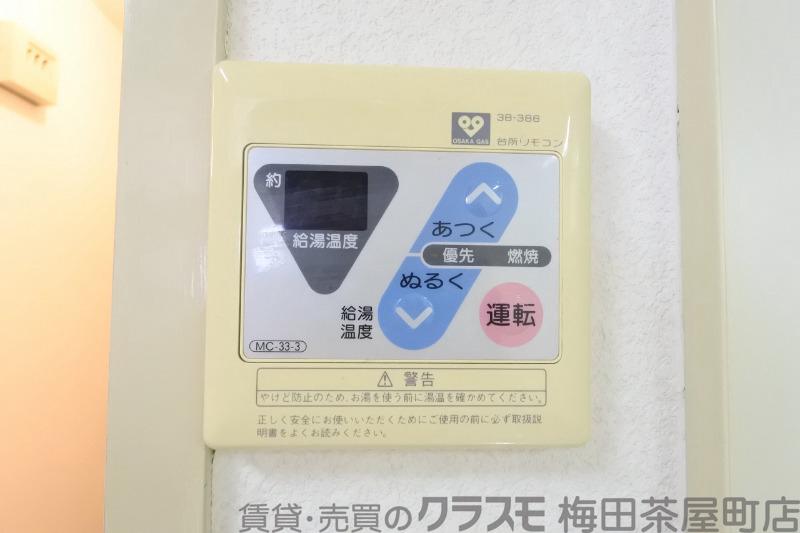 38-386
OSAKA GAS
台所リモコン
約
給湯温度
あつく
優先 燃焼
ぬるく
給湯
温度
運転
MC-33-3
⚠ 警告
やけど防止のため、お湯を使う前に湯温を確かめてください。
正しく安全にお使いいただくためにご使用の前に必ず取扱説
明書をよくお読みください。
賃貸・売買のクラスモ 梅田茶屋町店